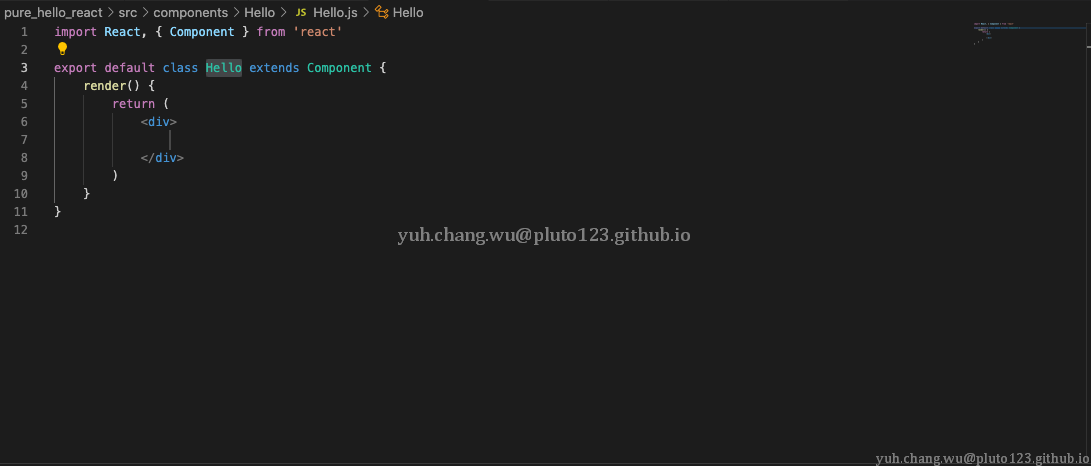 pure_hello_react > src > components > Hello > JS Hello.js > Hello
1 import React, { Component } from 'react'
2
3 export default class Hello extends Component {
4 render() {
5 return (
6 <div>
7
8 </div>
9 )
10 }
11 }
12
yuh.chang.wu@pluto123.github.io
yuh.chang.wu@pluto123.github.io